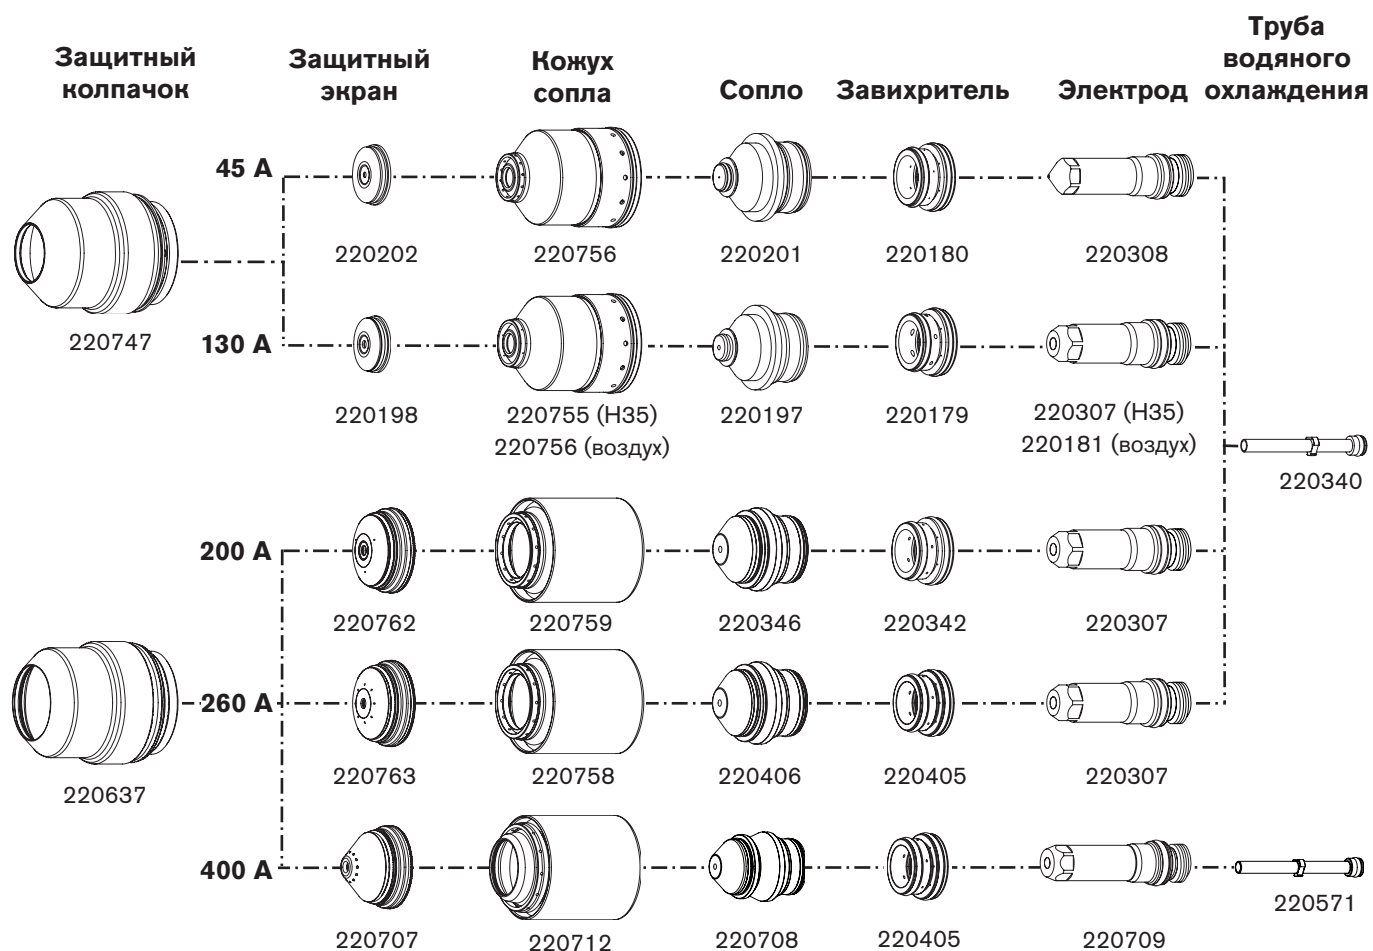 Защитный
колпачок
Защитный
экран
Кожух
сопла
Сопло
Завихритель
Электрод
Труба
водяного
охлаждения
45 А
220202
220756
220201
220180
220308
220747
130 А
220198
220755 (H35)
220756 (воздух)
220197
220179
220307 (H35)
220181 (воздух)
220340
200 А
220762
220759
220346
220342
220307
260 А
220763
220758
220406
220405
220307
220637
400 А
220707
220712
220708
220405
220709
220571